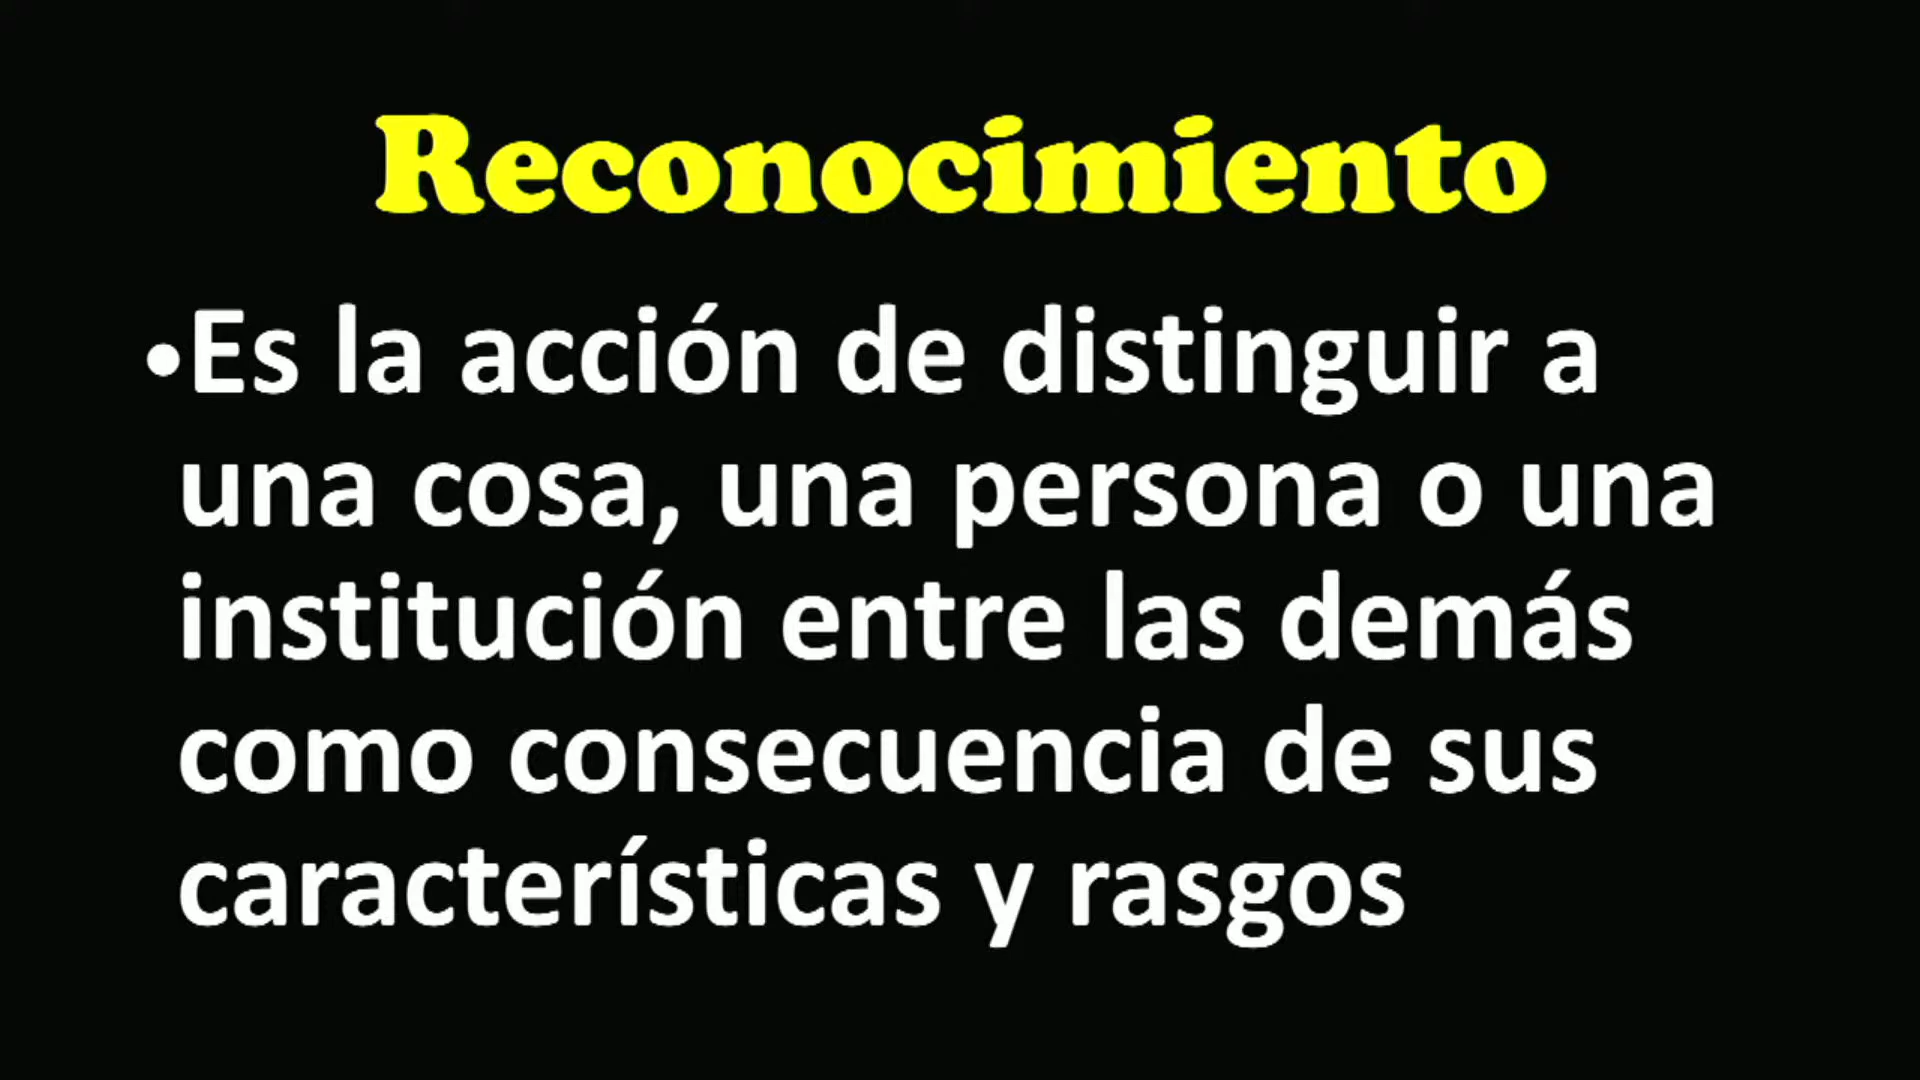 Reconocimiento
•Es la acción de distinguir a
una cosa, una persona o una
institución entre las demás
como consecuencia de sus
características y rasgos